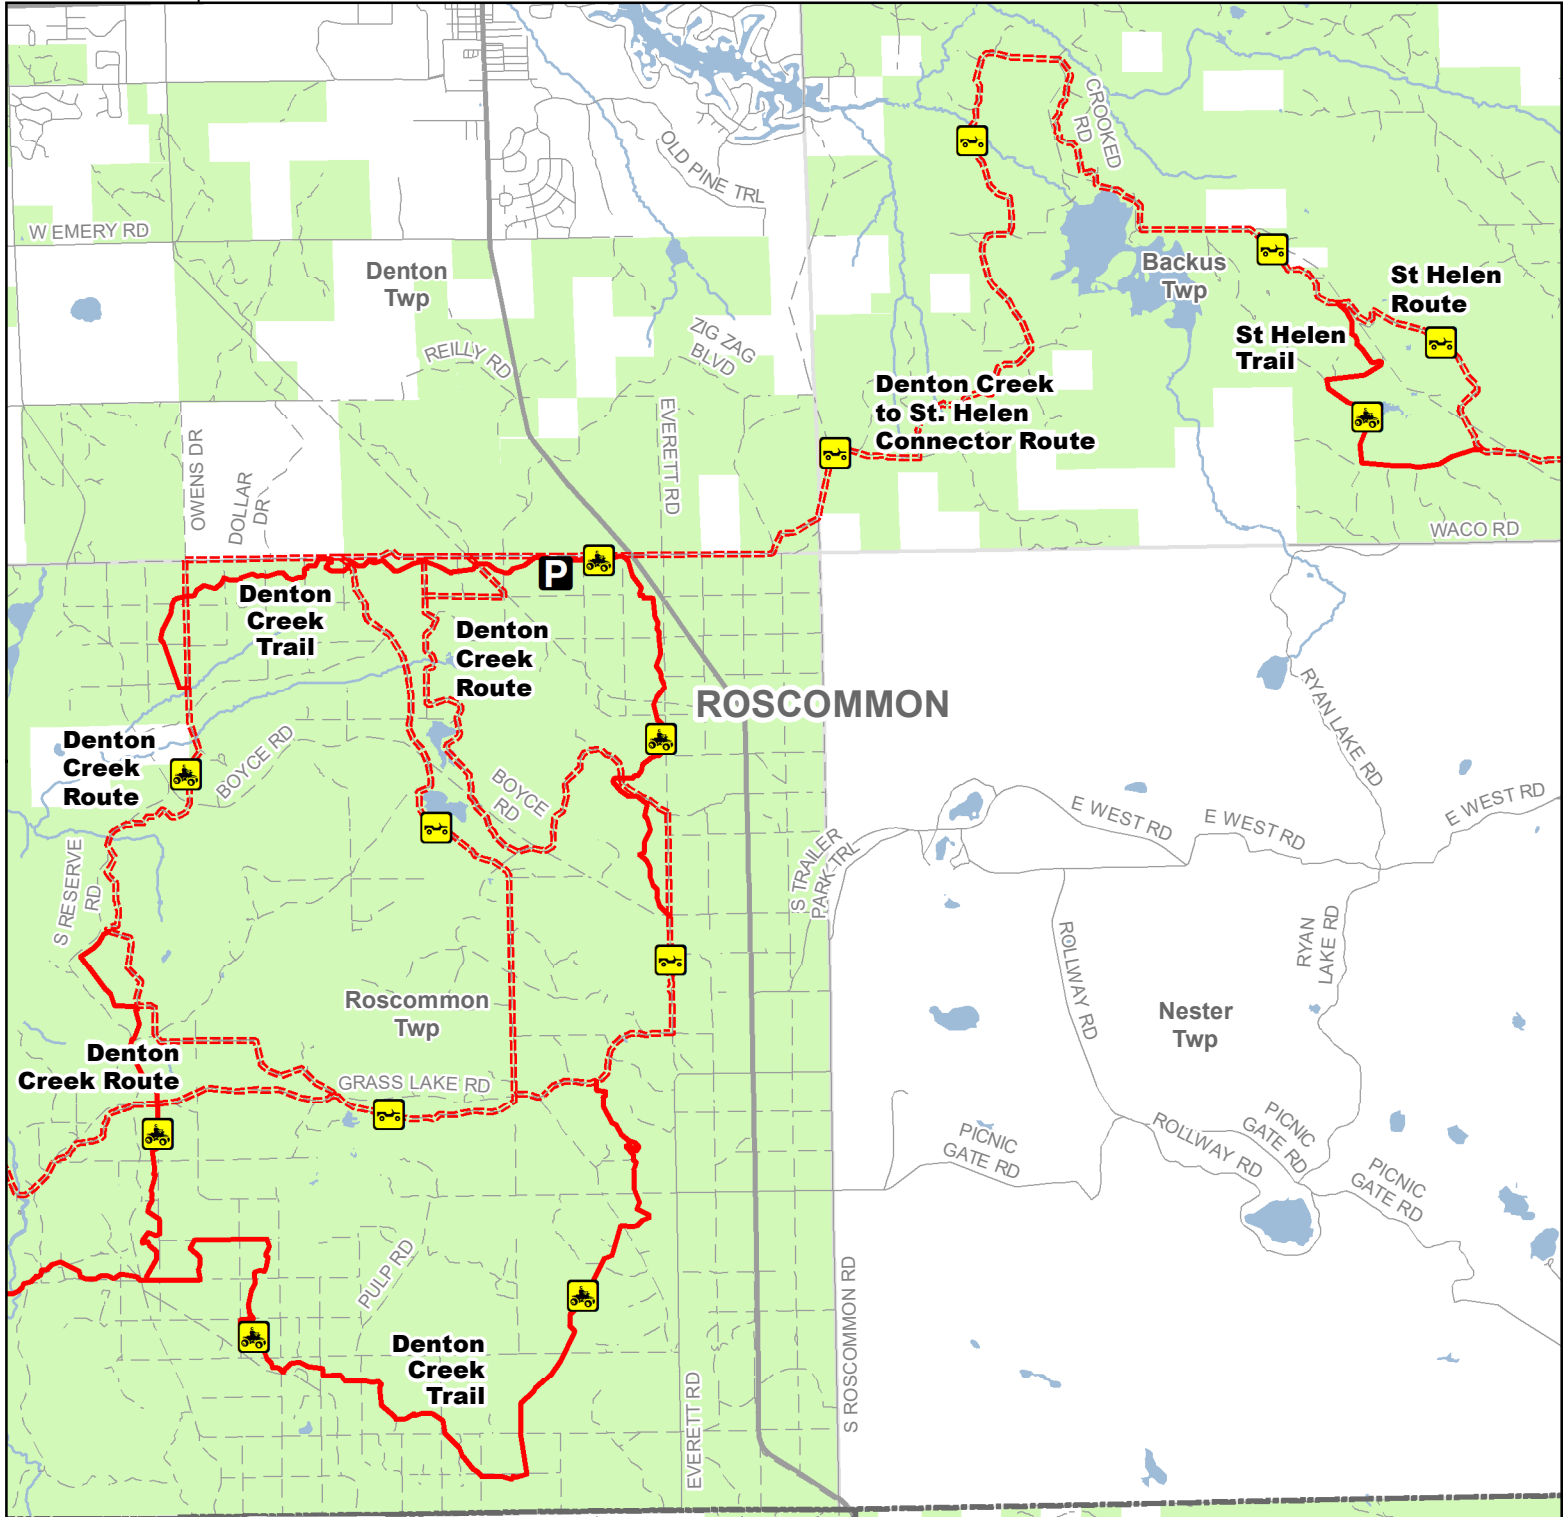 CROOKED
RD
OLD PINE TRL
W EMERY RD
Denton
Twp
Backus
Twp
St Helen
Route
ZIG ZAG
BLVD
REILLY RD
St Helen
Trail
Denton Creek
to St. Helen
Connector Route
EVERETT RD
OWENS DR
DOLLAR
DR
WACO RD
P
Denton
Creek
Trail
Denton
Creek
Route
ROSCOMMON
RYAN LAKE RD
Denton
Creek
Route
BOYCE RD
BOYCE
RD
E WEST RD
E WEST RD
E WEST RD
S TRAILER
PARK TRL
S RESERVE
RD
ROLLWAY RD
RYAN
LAKE RD
Roscommon
Twp
Nester
Twp
Denton
Creek Route
GRASS LAKE RD
PICNIC
GATE RD
ROLLWAY RD
PICNIC
GATE RD
PICNIC
GATE RD
PULP RD
S ROSCOMMON RD
Denton
Creek
Trail
EVERETT RD